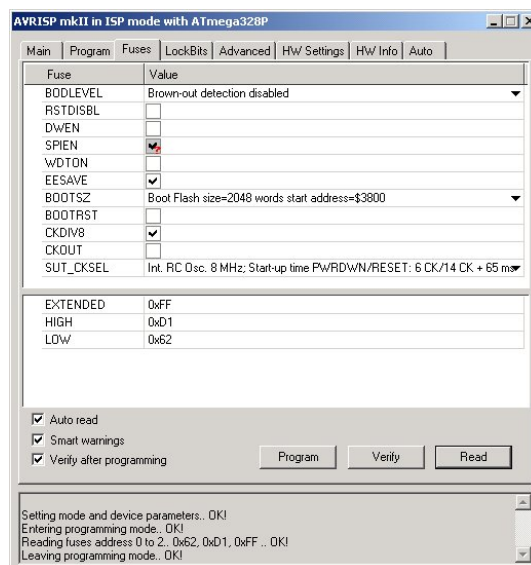 AVRISP mkII in ISP mode with ATmega328P
Main Program Fuses LockBits Advanced HW Settings HW Info Auto
Fuse Value
BODLEVEL Brown-out detection disabled
RSTDISBL
DWEN
SPIEN
WDTON
EESAVE
BOOTSZ Boot Flash size=2048 words start address=$3800
BOOTRST
CKDIV8
CKOUT
SUT_CKSEL Int. RC Osc. 8 MHz; Start-up time PWRDWN/RESET: 6 CK/14 CK + 65 ms
EXTENDED 0xFF
HIGH 0xD1
LOW 0x62
Auto read
Smart warnings
Verify after programming
Program Verify Read
Setting mode and device parameters.. OK!
Entering programming mode.. OK!
Reading fuses address 0 to 2.. 0x62, 0xD1, 0xFF .. OK!
Leaving programming mode.. OK!